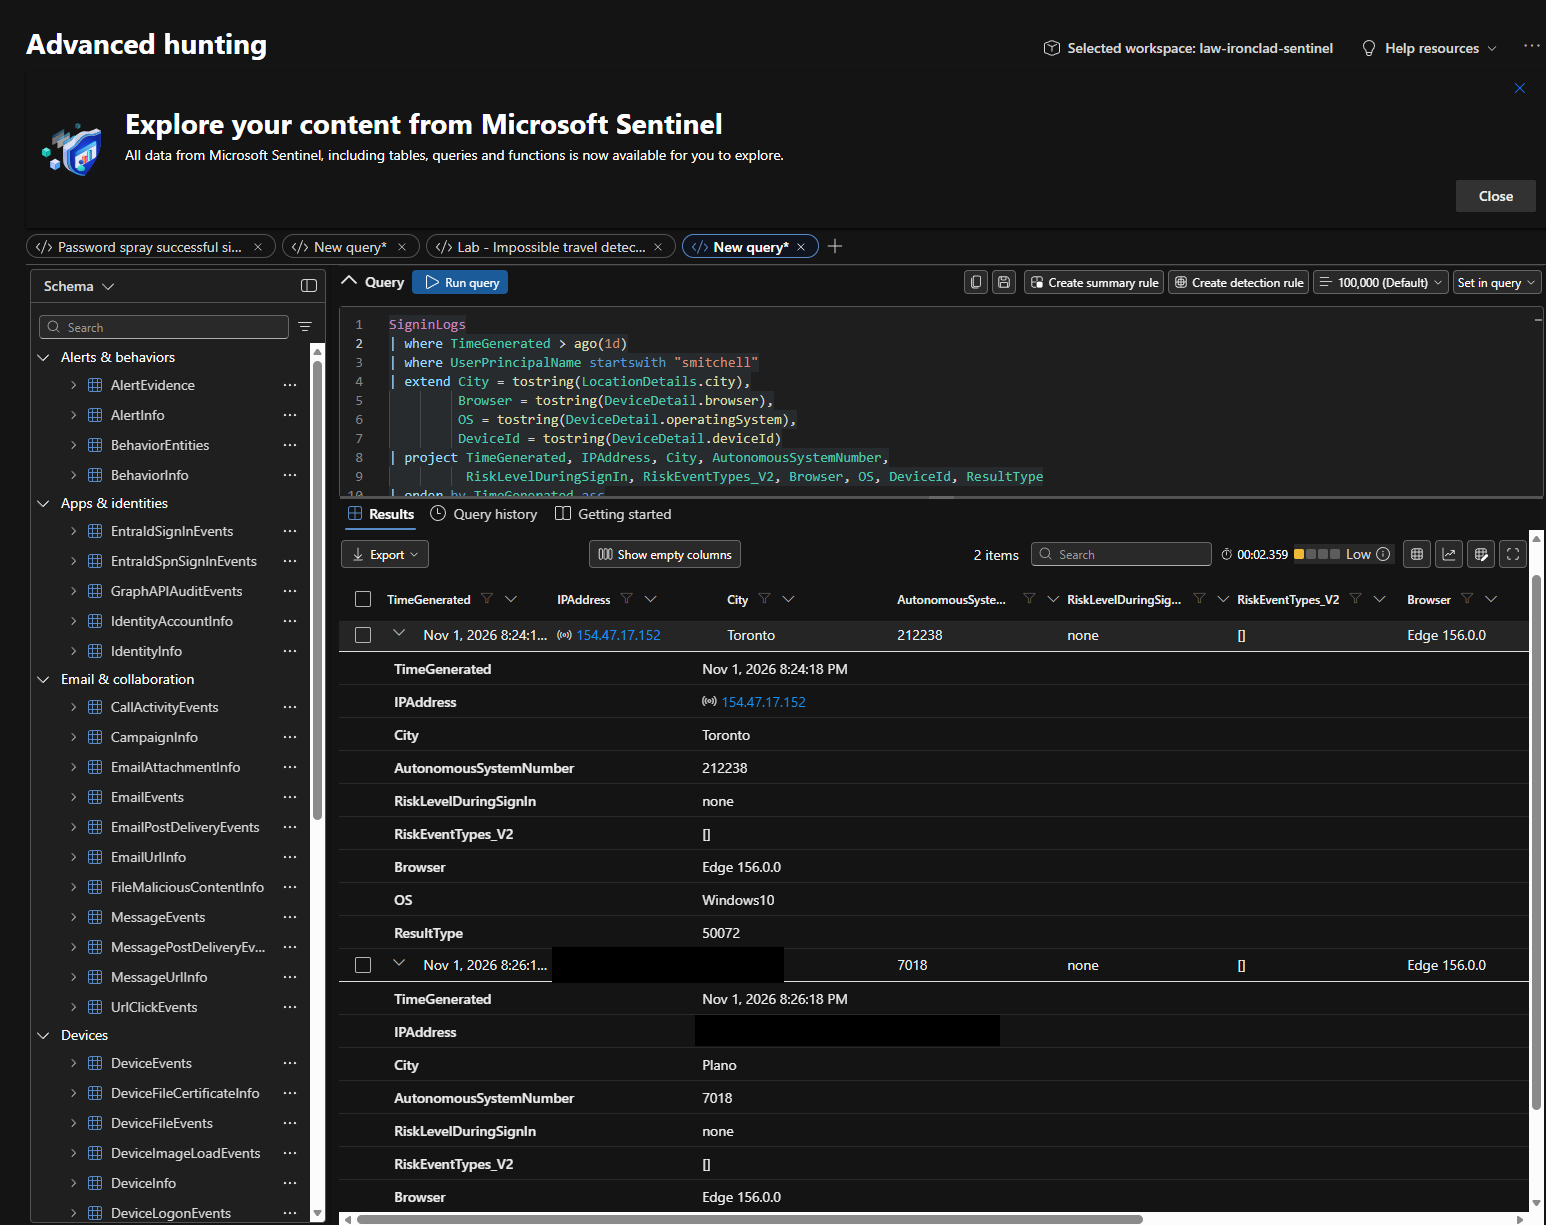 Advanced hunting
Selected workspace: law-ironclad-sentinel
Help resources
Explore your content from Microsoft Sentinel
All data from Microsoft Sentinel, including tables, queries and functions is now available for you to explore.
Close
Password spray successful si...
New query*
Lab - Impossible travel detec...
New query*
Schema
Search
Alerts & behaviors
AlertEvidence
AlertInfo
BehaviorEntities
BehaviorInfo
Apps & identities
EntraIdSignInEvents
EntraIdSpnSignInEvents
GraphAPIAuditEvents
IdentityAccountInfo
IdentityInfo
Email & collaboration
CallActivityEvents
CampaignInfo
EmailAttachmentInfo
EmailEvents
EmailPostDeliveryEvents
EmailUrlInfo
FileMaliciousContentInfo
MessageEvents
MessagePostDeliveryEv...
MessageUrlInfo
UrlClickEvents
Devices
DeviceEvents
DeviceFileCertificateInfo
DeviceFileEvents
DeviceImageLoadEvents
DeviceInfo
DeviceLogonEvents
Query
Run query
Create summary rule
Create detection rule
100,000 (Default)
Set in query
1 SigninLogs
2 | where TimeGenerated > ago(1d)
3 | where UserPrincipalName startswith "smitchell"
4 | extend City = tostring(LocationDetails.city),
5 Browser = tostring(DeviceDetail.browser),
6 OS = tostring(DeviceDetail.operatingSystem),
7 DeviceId = tostring(DeviceDetail.deviceId)
8 | project TimeGenerated, IPAddress, City, AutonomousSystemNumber,
9 RiskLevelDuringSignIn, RiskEventTypes_V2, Browser, OS, DeviceId, ResultType
10 | order by TimeGenerated asc
Results
Query history
Getting started
Export
Show empty columns
2 items
Search
00:02.359
Low
TimeGenerated IPAddress City AutonomousSyste... RiskLevelDuringSig... RiskEventTypes_V2 Browser
Nov 1, 2026 8:24:1... 154.47.17.152 Toronto 212238 none [] Edge 156.0.0
TimeGenerated Nov 1, 2026 8:24:18 PM
IPAddress 154.47.17.152
City Toronto
AutonomousSystemNumber 212238
RiskLevelDuringSignIn none
RiskEventTypes_V2 []
Browser Edge 156.0.0
OS Windows10
ResultType 50072
Nov 1, 2026 8:26:1... 7018 none [] Edge 156.0.0
TimeGenerated Nov 1, 2026 8:26:18 PM
IPAddress
City Plano
AutonomousSystemNumber 7018
RiskLevelDuringSignIn none
RiskEventTypes_V2 []
Browser Edge 156.0.0